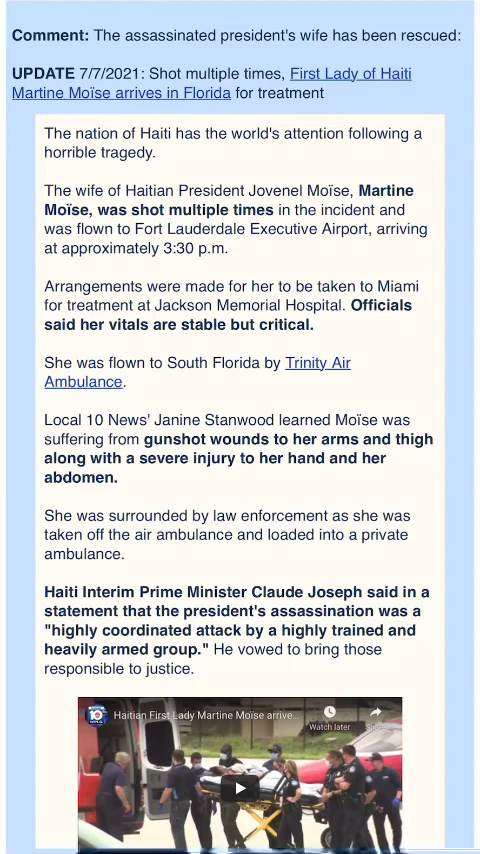 Comment: The assassinated president's wife has been rescued:
UPDATE 7/7/2021: Shot multiple times, First Lady of Haiti
Martine Moïse arrives in Florida for treatment
The nation of Haiti has the world's attention following a
horrible tragedy.
The wife of Haitian President Jovenel Moïse, Martine
Moïse, was shot multiple times in the incident and
was flown to Fort Lauderdale Executive Airport, arriving
at approximately 3:30 p.m.
Arrangements were made for her to be taken to Miami
for treatment at Jackson Memorial Hospital. Officials
said her vitals are stable but critical.
She was flown to South Florida by Trinity Air
Ambulance.
Local 10 News' Janine Stanwood learned Moïse was
suffering from gunshot wounds to her arms and thigh
along with a severe injury to her hand and her
abdomen.
She was surrounded by law enforcement as she was
taken off the air ambulance and loaded into a private
ambulance.
Haiti Interim Prime Minister Claude Joseph said in a
statement that the president's assassination was a
"highly coordinated attack by a highly trained and
heavily armed group." He vowed to bring those
responsible to justice.
10 Haitian First Lady Martine Moïse arrive...
Watch later